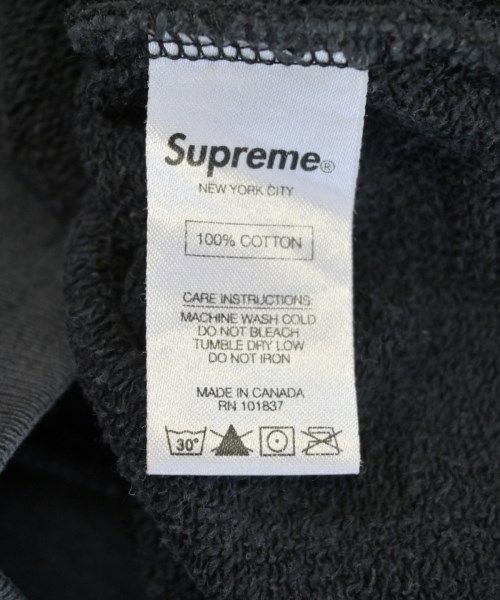 Supreme®
NEW YORK CITY
100% COTTON
CARE INSTRUCTIONS:
MACHINE WASH COLD
DO NOT BLEACH
TUMBLE DRY LOW
DO NOT IRON
MADE IN CANADA
RN 101837
30°